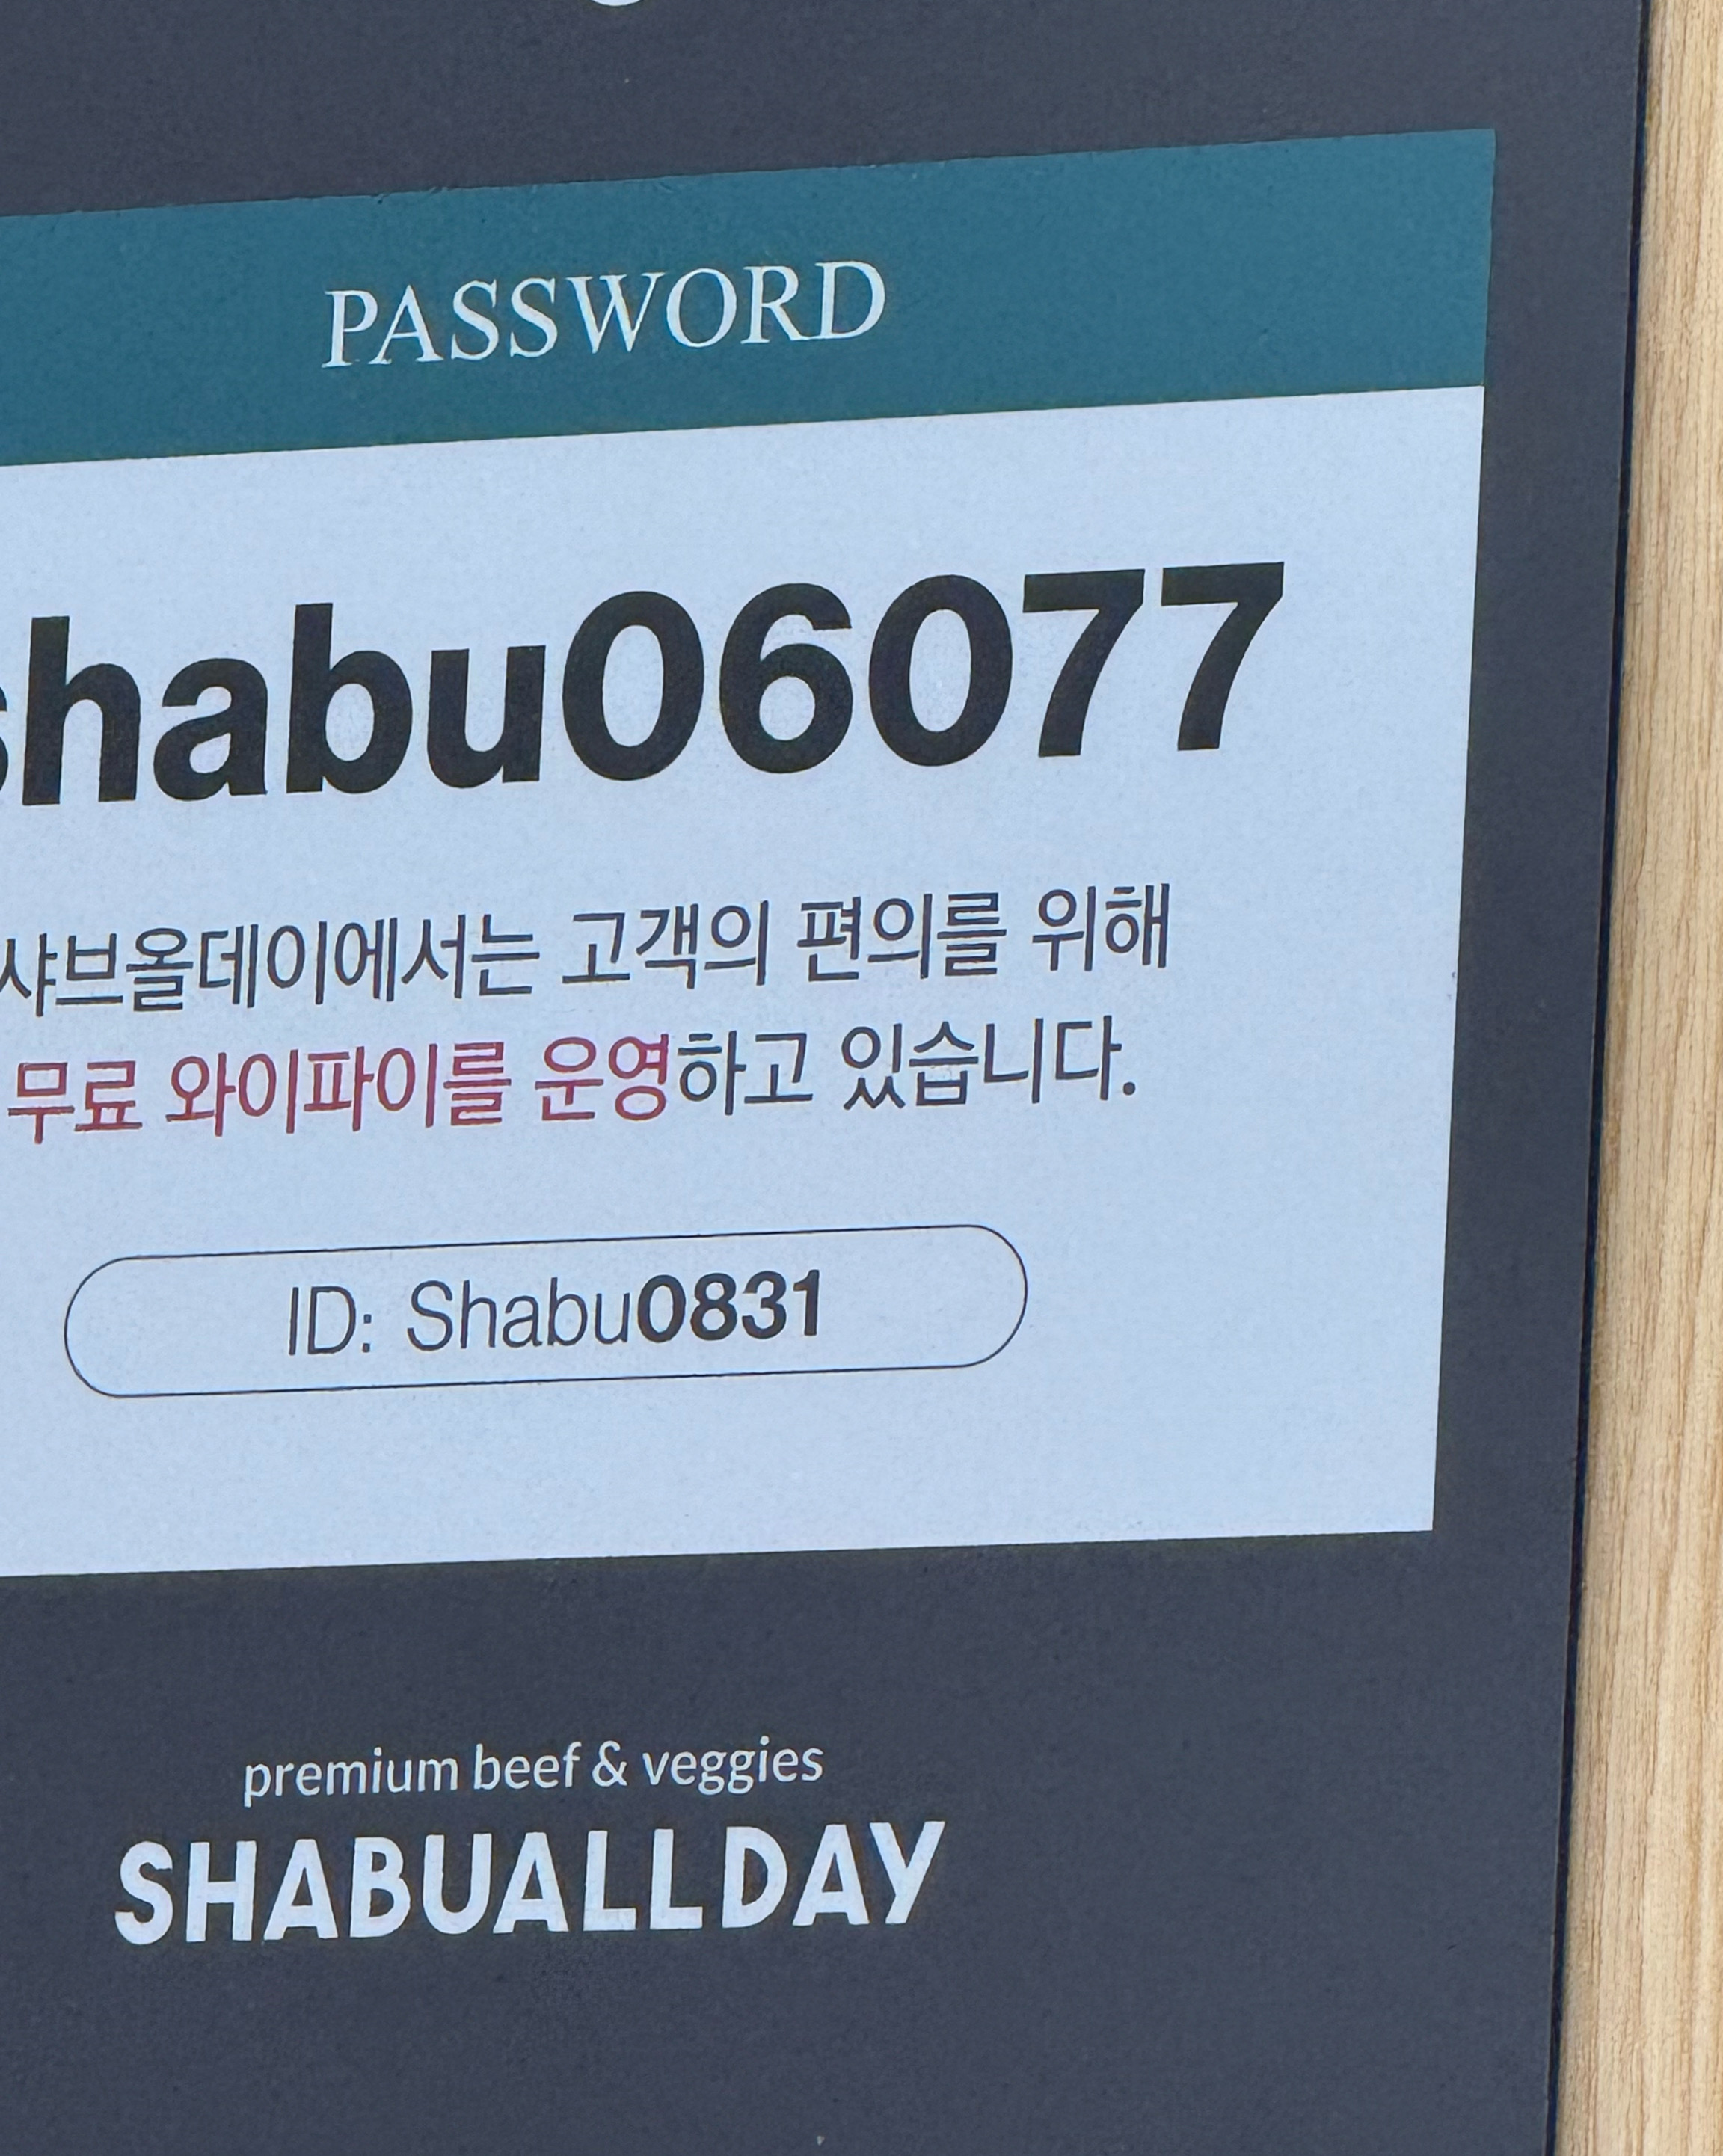 PASSWORD
shabu06077
샤브올데이에서는 고객의 편의를 위해
무료 와이파이를 운영하고 있습니다.
ID: Shabu0831
premium beef & veggies
SHABUALLDAY